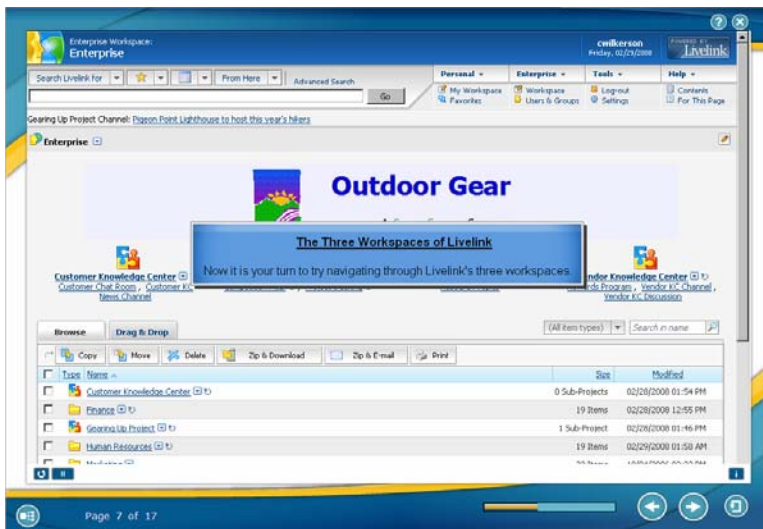 Enterprise Workspace:
Enterprise
cwilkerson
Friday, 02/29/2008
POWERED BY
Livelink
Search Livelink for
From Here
Advanced Search
Go
Personal
Enterprise
Tools
Help
My Workspace
Workspace
Log-out
Contents
Favorites
Users & Groups
Settings
For This Page
Gearing Up Project Channel: Pigeon Point Lighthouse to host this year's hikers
Enterprise
Outdoor Gear
The Three Workspaces of Livelink
Now it is your turn to try navigating through Livelink's three workspaces.
Customer Knowledge Center
Customer Chat Room , Customer KC
News Channel
ndor Knowledge Center
Program , Vendor KC Channel ,
Vendor KC Discussion
Browse
Drag & Drop
(All item types)
Search in name
Copy
Move
Delete
Zip & Download
Zip & E-mail
Print
Type
Name
Size
Modified
Customer Knowledge Center
0 Sub-Projects
02/28/2008 01:54 PM
Finance
19 Items
02/28/2008 12:55 PM
Gearing Up Project
1 Sub-Project
02/28/2008 01:46 PM
Human Resources
19 Items
02/29/2008 01:50 AM
Page 7 of 17